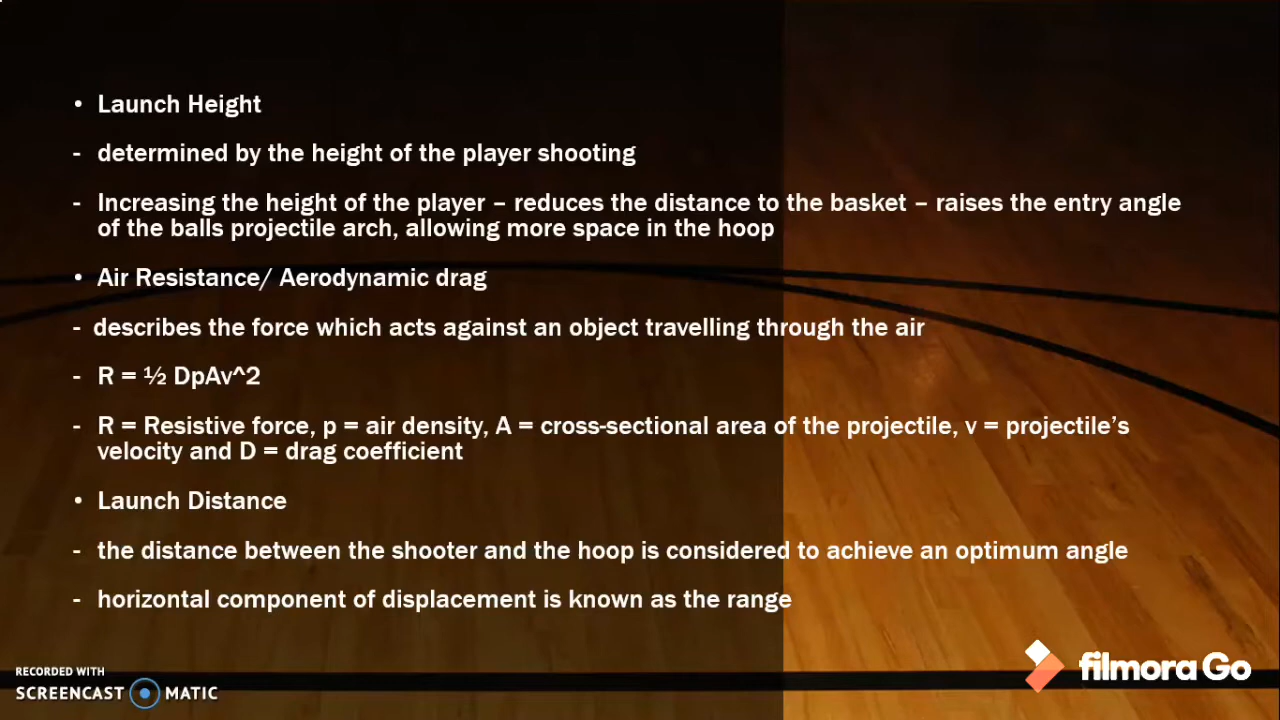 • Launch Height
- determined by the height of the player shooting
- Increasing the height of the player – reduces the distance to the basket – raises the entry angle
of the balls projectile arch, allowing more space in the hoop
• Air Resistance/ Aerodynamic drag
- describes the force which acts against an object travelling through the air
- R = ½ DpAv^2
- R = Resistive force, p = air density, A = cross-sectional area of the projectile, v = projectile’s
velocity and D = drag coefficient
• Launch Distance
- the distance between the shooter and the hoop is considered to achieve an optimum angle
- horizontal component of displacement is known as the range
RECORDED WITH
SCREENCAST MATIC
filmora Go